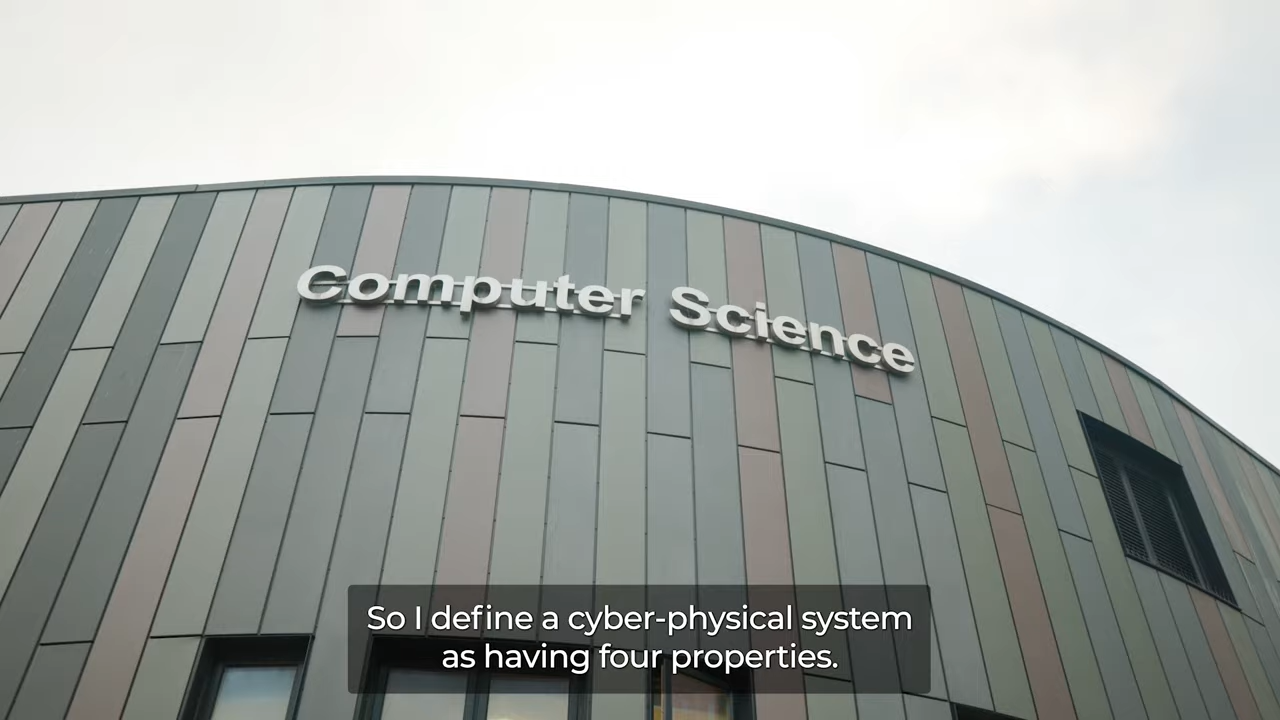 Computer Science
So I define a cyber-physical system
as having four properties.